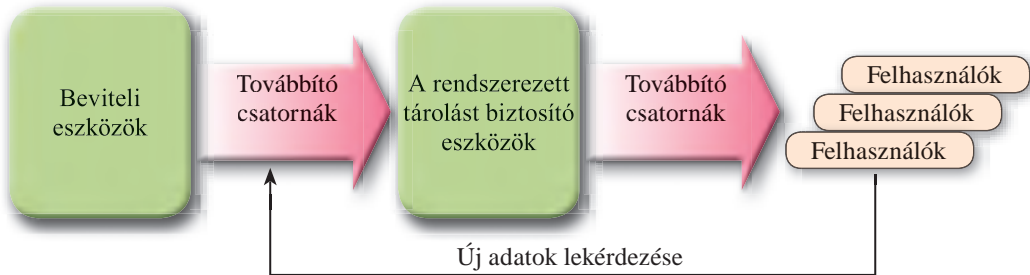 Beviteli
eszközök
Továbbító
csatornák
A rendszerezett
tárolást biztosító
eszközök
Továbbító
csatornák
Felhasználók
Felhasználók
Felhasználók
Új adatok lekérdezése